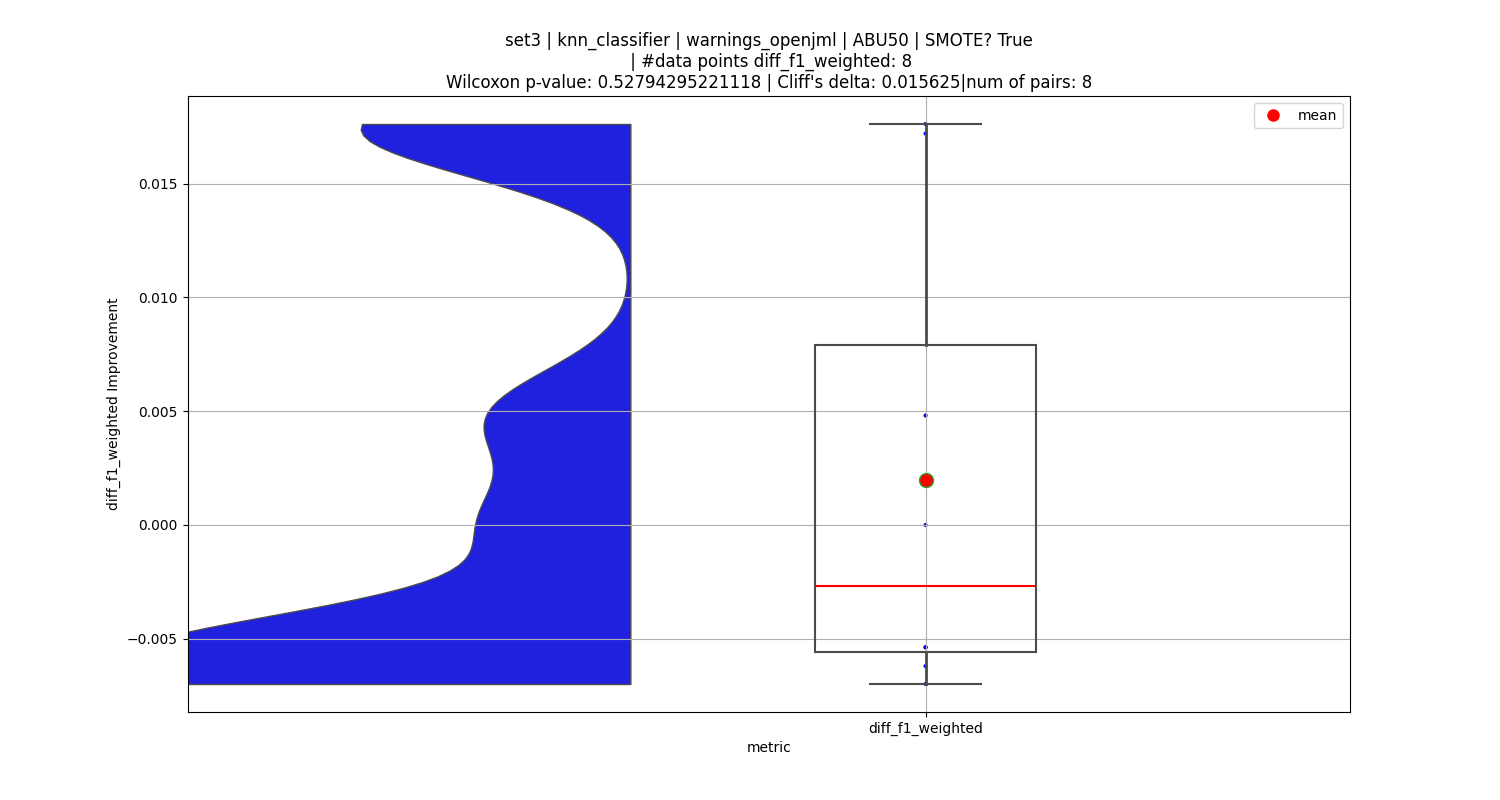 set3 | knn_classifier | warnings_openjml | ABU50 | SMOTE? True
| #data points diff_f1_weighted: 8
Wilcoxon p-value: 0.52794295221118 | Cliff's delta: 0.015625|num of pairs: 8
mean
0.015
0.010
0.005
0.000
−0.005
diff_f1_weighted Improvement
diff_f1_weighted
metric